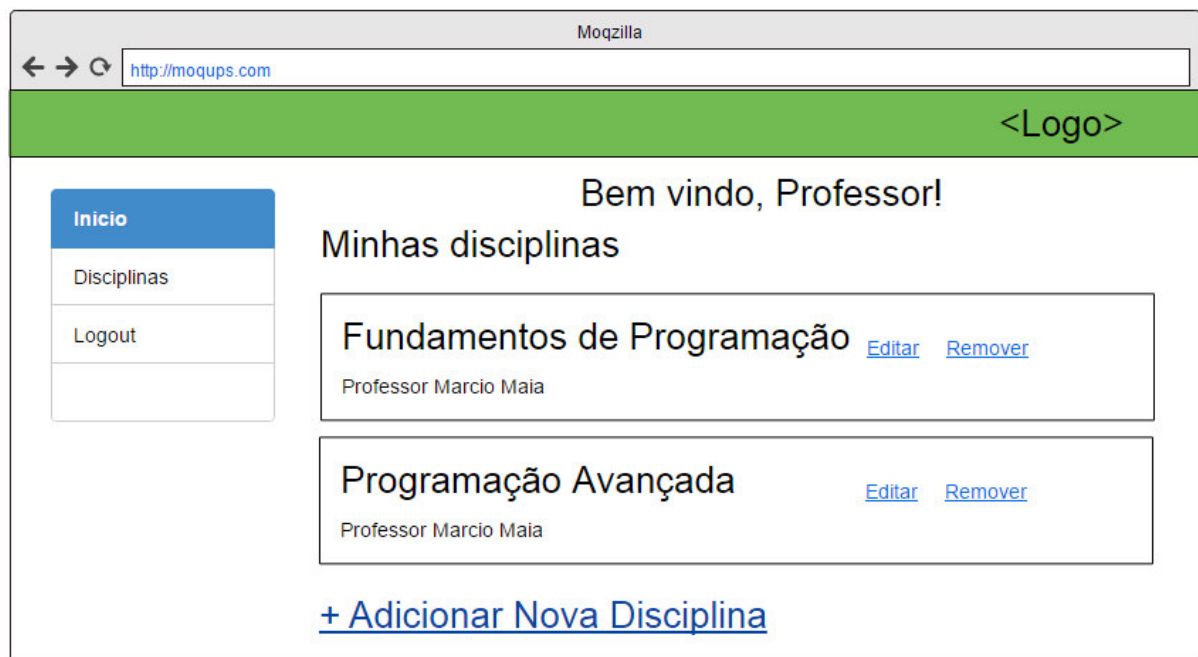 Moqzilla
http://moqups.com
<Logo>
Inicio
Disciplinas
Logout
Bem vindo, Professor!
Minhas disciplinas
Fundamentos de Programação Editar Remover
Professor Marcio Maia
Programação Avançada Editar Remover
Professor Marcio Maia
+ Adicionar Nova Disciplina